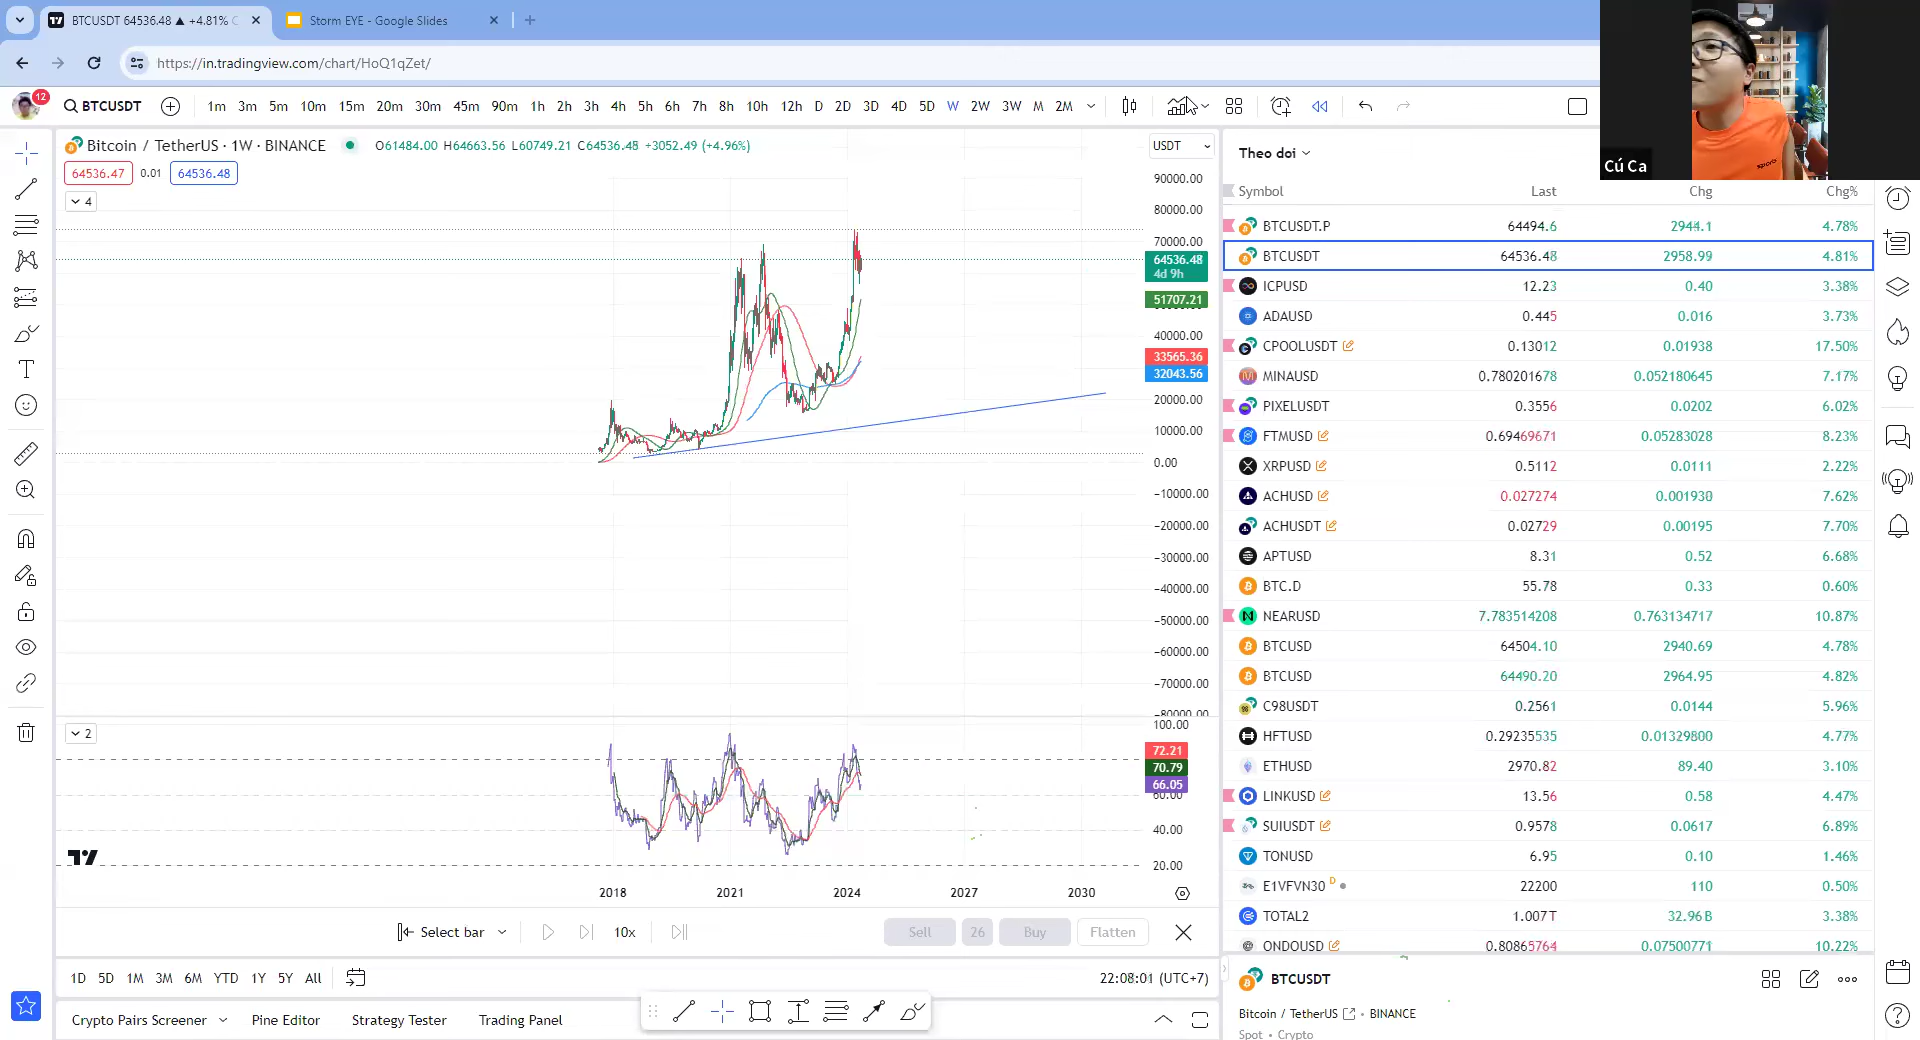 BTCUSDT 64536.48 ▲ +4.81%
Storm EYE - Google Slides
https://in.tradingview.com/chart/HoQ1qZet/
12
BTCUSDT 1m 3m 5m 10m 15m 20m 30m 45m 90m 1h 2h 3h 4h 5h 6h 7h 8h 10h 12h D 2D 3D 4D 5D W 2W 3W M 2M
Bitcoin / TetherUS · 1W · BINANCE O61484.00 H64663.56 L60749.21 C64536.48 +3052.49 (+4.96%)
64536.47 0.01 64536.48
4
USDT
90000.00
80000.00
70000.00
64536.48
4d 9h
51707.21
40000.00
33565.36
32043.56
20000.00
10000.00
0.00
−10000.00
−20000.00
−30000.00
−40000.00
−50000.00
−60000.00
−70000.00
−80000.00
2
100.00
72.21
70.79
66.05
60.00
40.00
20.00
2018 2021 2024 2027 2030
Select bar 10x Sell 26 Buy Flatten
1D 5D 1M 3M 6M YTD 1Y 5Y All 22:08:01 (UTC+7)
Crypto Pairs Screener Pine Editor Strategy Tester Trading Panel
Cú Ca
Theo doi
Symbol Last Chg Chg%
BTCUSDT.P 64494.6 2944.1 4.78%
BTCUSDT 64536.48 2958.99 4.81%
ICPUSD 12.23 0.40 3.38%
ADAUSD 0.445 0.016 3.73%
CPOOLUSDT 0.13012 0.01938 17.50%
MINAUSD 0.780201678 0.052180645 7.17%
PIXELUSDT 0.3556 0.0202 6.02%
FTMUSD 0.69469671 0.05283028 8.23%
XRPUSD 0.5112 0.0111 2.22%
ACHUSD 0.027274 0.001930 7.62%
ACHUSDT 0.02729 0.00195 7.70%
APTUSD 8.31 0.52 6.68%
BTC.D 55.78 0.33 0.60%
NEARUSD 7.783514208 0.763134717 10.87%
BTCUSD 64504.10 2940.69 4.78%
BTCUSD 64490.20 2964.95 4.82%
C98USDT 0.2561 0.0144 5.96%
HFTUSD 0.29235535 0.01329800 4.77%
ETHUSD 2970.82 89.40 3.10%
LINKUSD 13.56 0.58 4.47%
SUIUSDT 0.9578 0.0617 6.89%
TONUSD 6.95 0.10 1.46%
E1VFVN30 D 22200 110 0.50%
TOTAL2 1.007T 32.96B 3.38%
ONDOUSD 0.80865764 0.07500771 10.22%
BTCUSDT
Bitcoin / TetherUS · BINANCE
Spot · Crypto